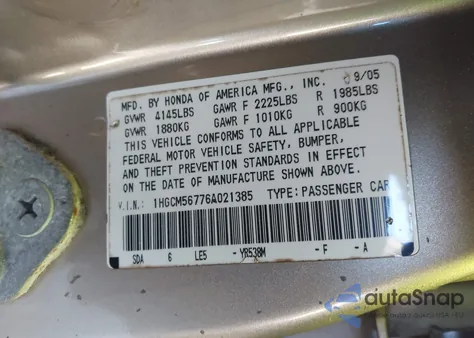 MFD. BY HONDA OF AMERICA MFG., INC. 9/05
GVWR 4145LBS GAWR F 2225LBS R 1985LBS
GVWR 1880KG GAWR F 1010KG R 900KG
THIS VEHICLE CONFORMS TO ALL APPLICABLE
FEDERAL MOTOR VEHICLE SAFETY, BUMPER,
AND THEFT PREVENTION STANDARDS IN EFFECT
ON THE DATE OF MANUFACTURE SHOWN ABOVE.
V.I.N.: 1HGCM56776A021385 TYPE: PASSENGER CAR
SDA 6 LE5 - YR538M - F - A
autaSnap